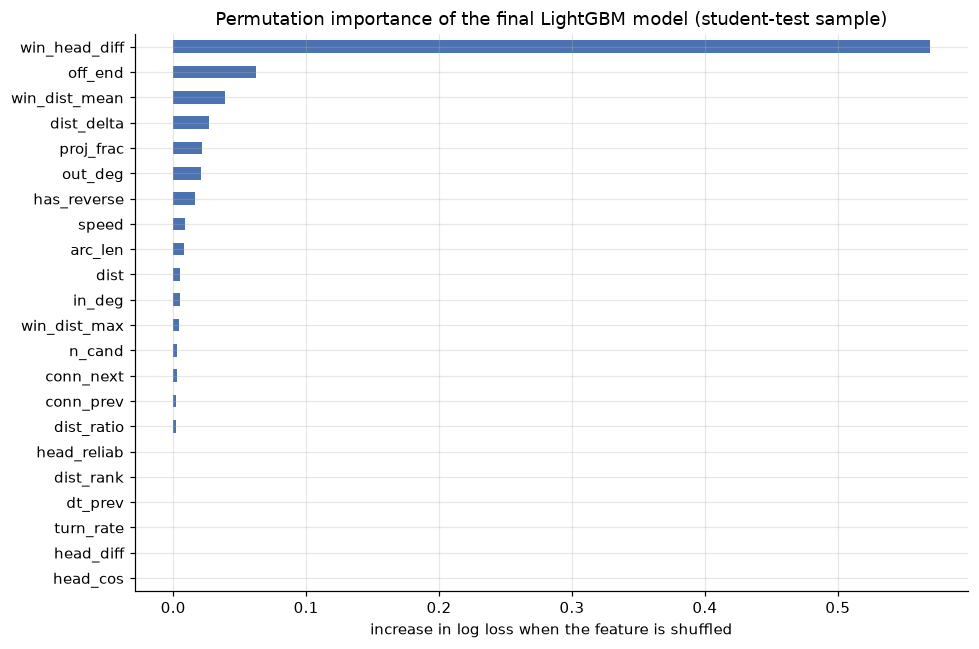 Permutation importance of the final LightGBM model (student-test sample)
win_head_diff
off_end
win_dist_mean
dist_delta
proj_frac
out_deg
has_reverse
speed
arc_len
dist
in_deg
win_dist_max
n_cand
conn_next
conn_prev
dist_ratio
head_reliab
dist_rank
dt_prev
turn_rate
head_diff
head_cos
0.0 0.1 0.2 0.3 0.4 0.5
increase in log loss when the feature is shuffled